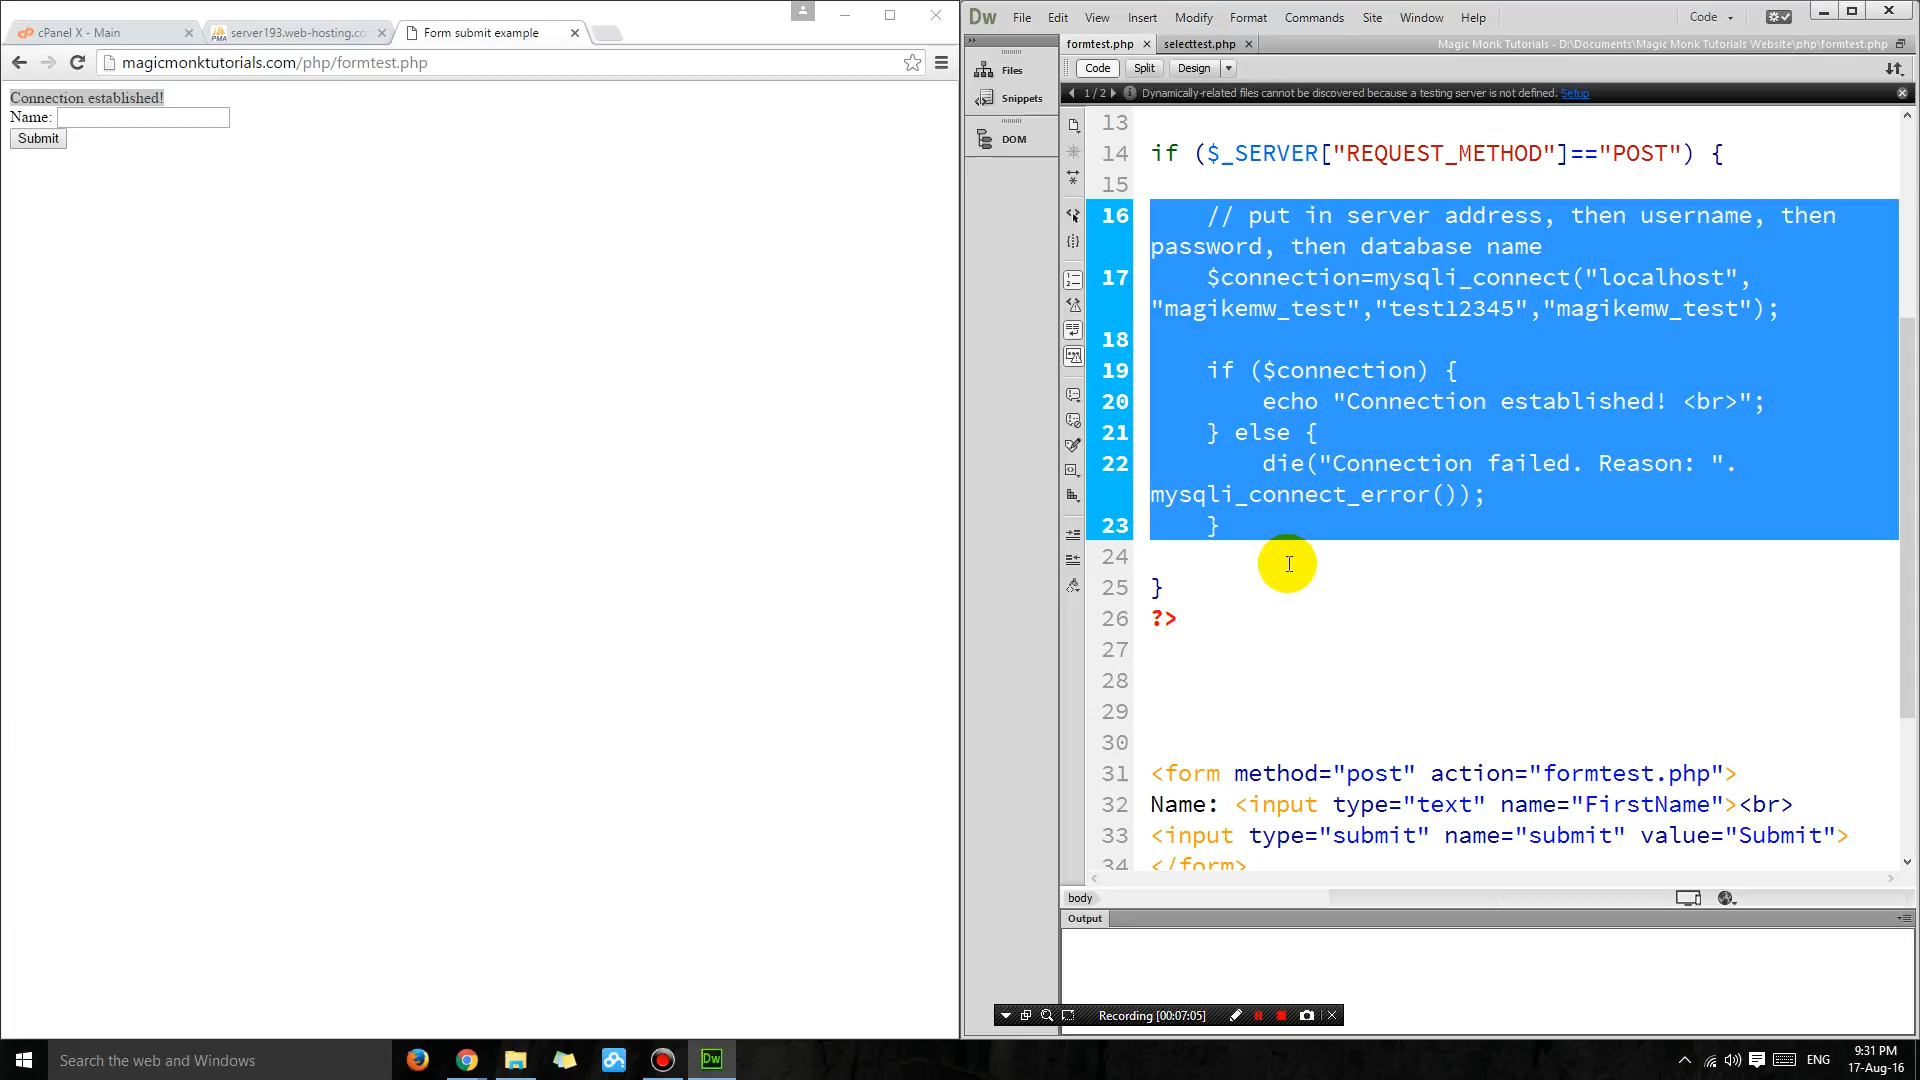 cPanel X - Main
server193.web-hosting.co
Form submit example
magicmonktutorials.com/php/formtest.php
Connection established!
Name:
Submit
Dw File Edit View Insert Modify Format Commands Site Window Help
Code
formtest.php
selecttest.php
Magic Monk Tutorials - D:\Documents\Magic Monk Tutorials Website\php\formtest.php
Files
Snippets
DOM
Code Split Design
1 / 2 Dynamically-related files cannot be discovered because a testing server is not defined. Setup
13
14 if ($_SERVER["REQUEST_METHOD"]=="POST") {
15
16 // put in server address, then username, then
password, then database name
17 $connection=mysqli_connect("localhost",
"magikemw_test","test12345","magikemw_test");
18
19 if ($connection) {
20 echo "Connection established! <br>";
21 } else {
22 die("Connection failed. Reason: ".
mysqli_connect_error());
23 }
24
25 }
26 ?>
27
28
29
30
31 <form method="post" action="formtest.php">
32 Name: <input type="text" name="FirstName"><br>
33 <input type="submit" name="submit" value="Submit">
34 </form>
body
Output
Recording [00:07:05]
Search the web and Windows
Dw
ENG
9:31 PM
17-Aug-16